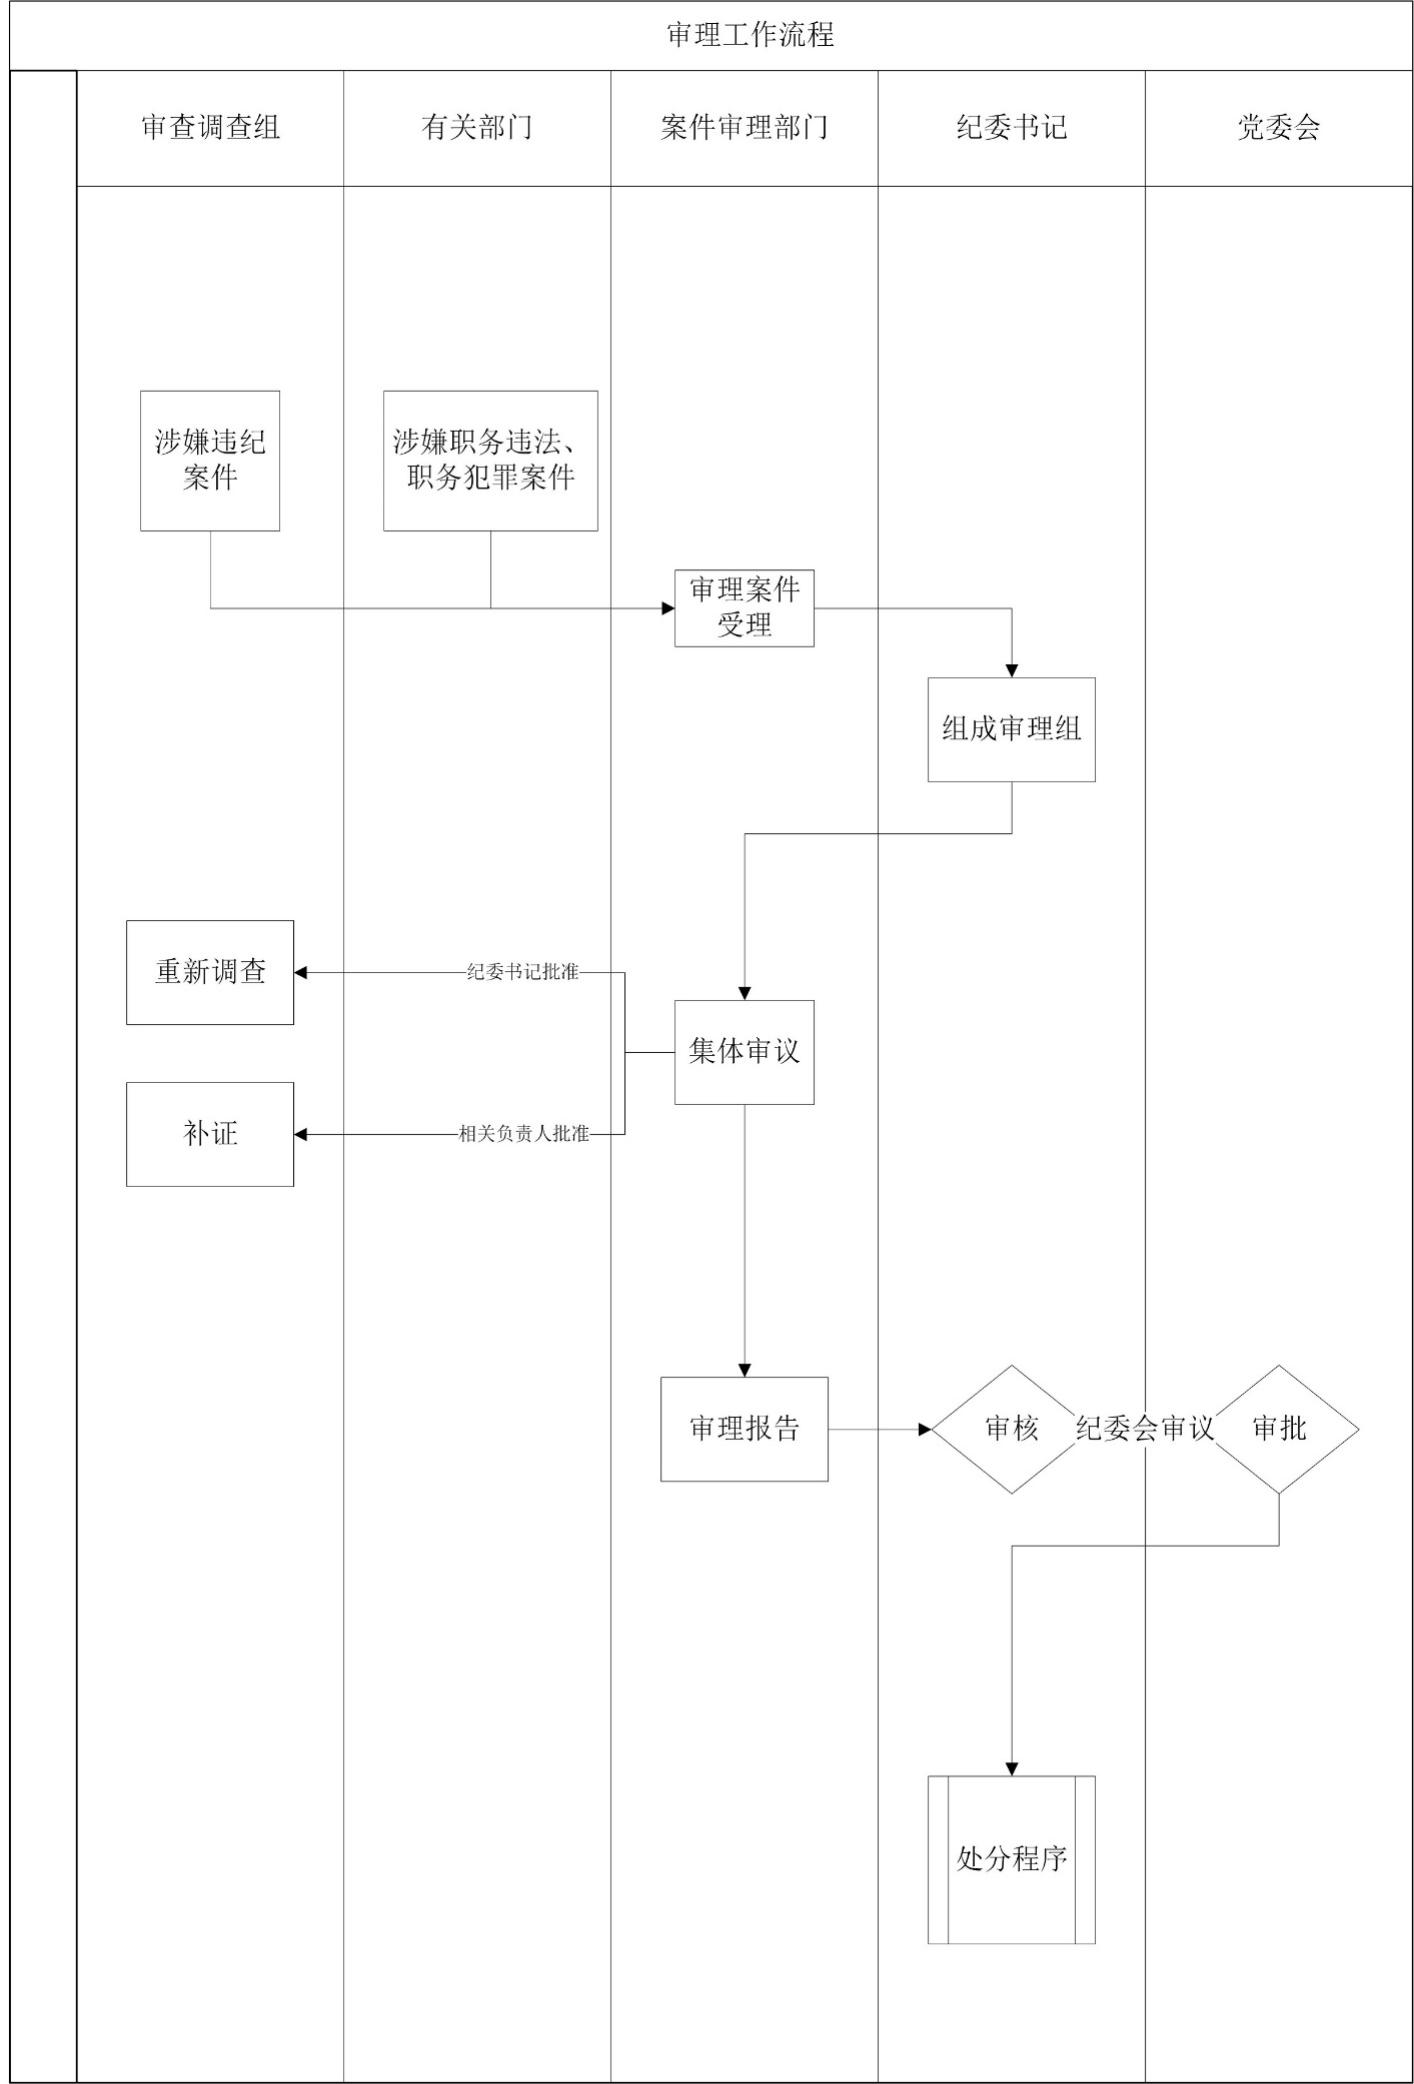 审理工作流程
审查调查组
有关部门
案件审理部门
纪委书记
党委会
涉嫌违纪
案件
涉嫌职务违法、
职务犯罪案件
审理案件
受理
组成审理组
重新调查
纪委书记批准
集体审议
补证
相关负责人批准
审理报告
审核
纪委会审议
审批
处分程序